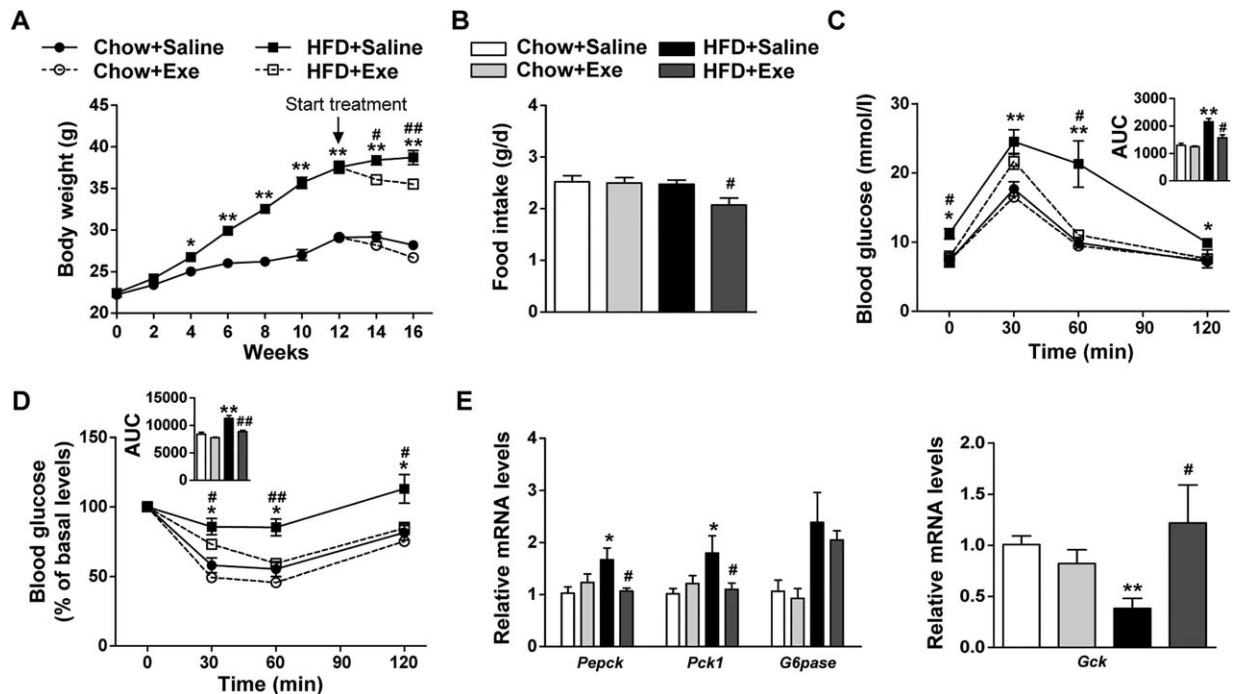 A
Chow+Saline
HFD+Saline
Chow+Exe
HFD+Exe
Start treatment
Body weight (g)
45
40
35
30
25
20
* ** ** ** ** # ** ## **
0 2 4 6 8 10 12 14 16
Weeks
B
Chow+Saline
HFD+Saline
Chow+Exe
HFD+Exe
Food intake (g/d)
4
3
2
1
0
#
C
Blood glucose (mmol/l)
30
20
10
0
# * ** # ** *
AUC
3000
2000
1000
0
** #
0 30 60 90 120
Time (min)
D
Blood glucose
(% of basal levels)
150
100
50
0
AUC
15000
10000
5000
0
** ##
# * ## * # *
0 30 60 90 120
Time (min)
E
Relative mRNA levels
4
3
2
1
0
* # * #
Pepck Pck1 G6pase
Relative mRNA levels
2.0
1.5
1.0
0.5
0.0
** #
Gck